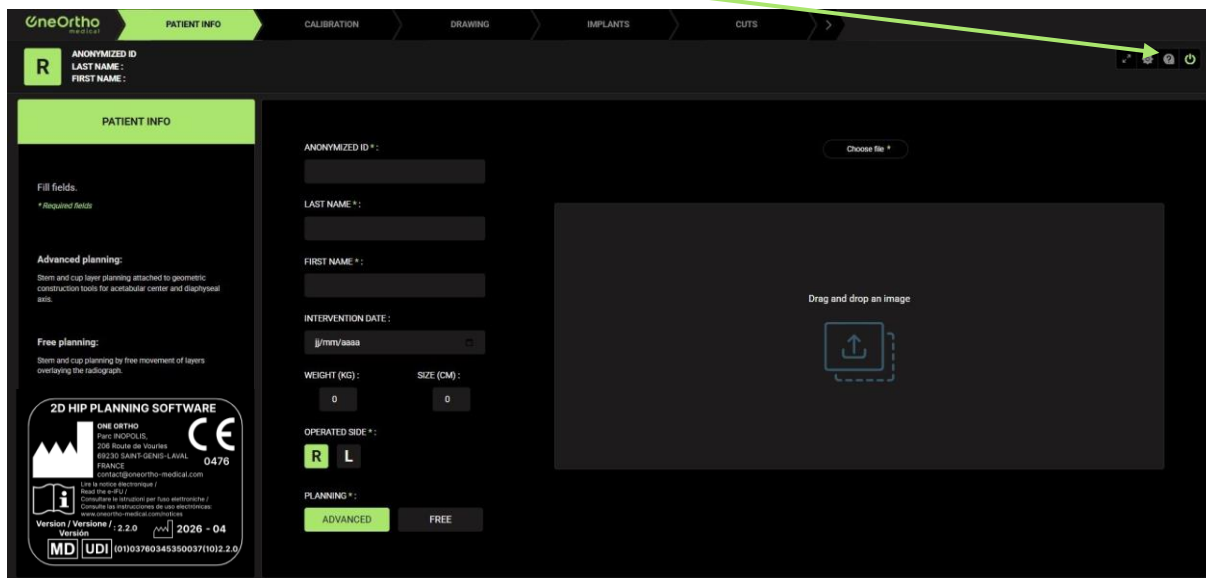 OneOrtho
medical
PATIENT INFO
CALIBRATION
DRAWING
IMPLANTS
CUTS
R
ANONYMIZED ID
LAST NAME :
FIRST NAME :
PATIENT INFO
Fill fields.
* Required fields
Advanced planning:
Stem and cup layer planning attached to geometric
construction tools for acetabular center and diaphyseal
axis.
Free planning:
Stem and cup planning by free movement of layers
overlaying the radiograph.
2D HIP PLANNING SOFTWARE
ONE ORTHO
Parc INOPOLIS,
206 Route de Vourles
69230 SAINT-GENIS-LAVAL
FRANCE
contact@oneortho-medical.com
CE
0476
i
Lire la notice électronique /
Read the e-IFU /
Consultare le istruzioni per l'uso elettroniche /
Consulte las instrucciones de uso electrónicas:
www.oneortho-medical.com/notices
Version / Versione / Versión : 2.2.0
2026 - 04
MD UDI (01)03760345350037(10)2.2.0
ANONYMIZED ID * :
LAST NAME * :
FIRST NAME * :
INTERVENTION DATE :
jj/mm/aaaa
WEIGHT (KG) : SIZE (CM) :
0 0
OPERATED SIDE * :
R L
PLANNING * :
ADVANCED FREE
Choose file *
Drag and drop an image